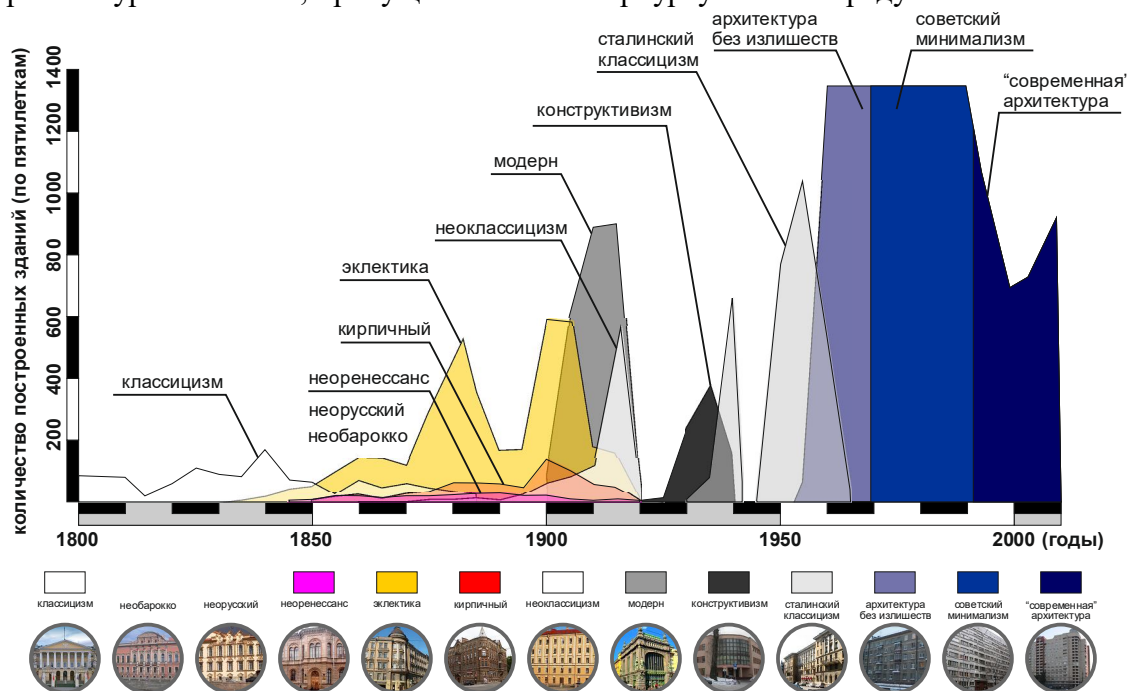 архитектура без излишеств
советский минимализм
сталинский классицизм
"современная" архитектура
конструктивизм
модерн
неоклассицизм
эклектика
кирпичный
неоренессанс
неорусский
необарокко
классицизм
количество построенных зданий (по пятилеткам)
1400
1200
1000
800
600
400
200
1800
1850
1900
1950
2000 (годы)
классицизм
необарокко
неорусский
неоренессанс
эклектика
кирпичный
неоклассицизм
модерн
конструктивизм
сталинский классицизм
архитектура без излишеств
советский минимализм
"современная" архитектура